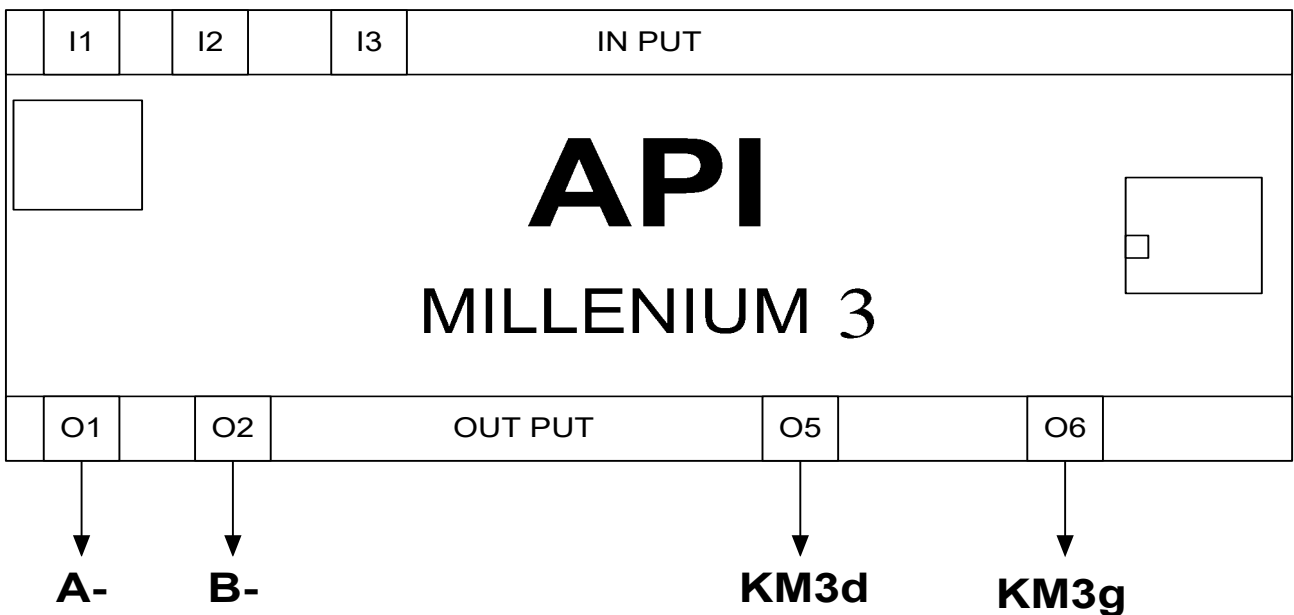 I1 I2 I3 IN PUT
API
MILLENIUM 3
O1 O2 OUT PUT O5 O6
A- B- KM3d KM3g